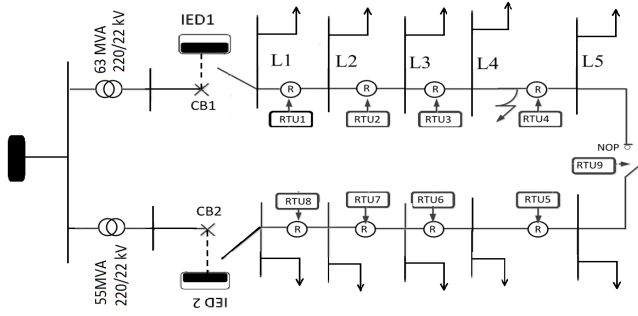 IED1
63 MVA
220/22 kV
CB1
L1
L2
L3
L4
L5
R
R
R
R
RTU1
RTU2
RTU3
RTU4
NOP
RTU9
RTU8
RTU7
RTU6
RTU5
R
R
R
R
CB2
55MVA
220/22 kV
IED 2